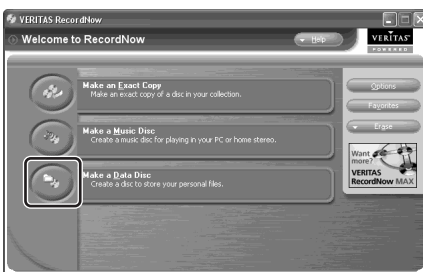 VERITAS RecordNow
Welcome to RecordNow
Help
VERITAS
POWERED
Make an Exact Copy
Make an exact copy of a disc in your collection.
Options
Favorites
Erase
Make a Music Disc
Create a music disc for playing in your PC or home stereo.
Want more?
VERITAS
RecordNow MAX
Make a Data Disc
Create a disc to store your personal files.